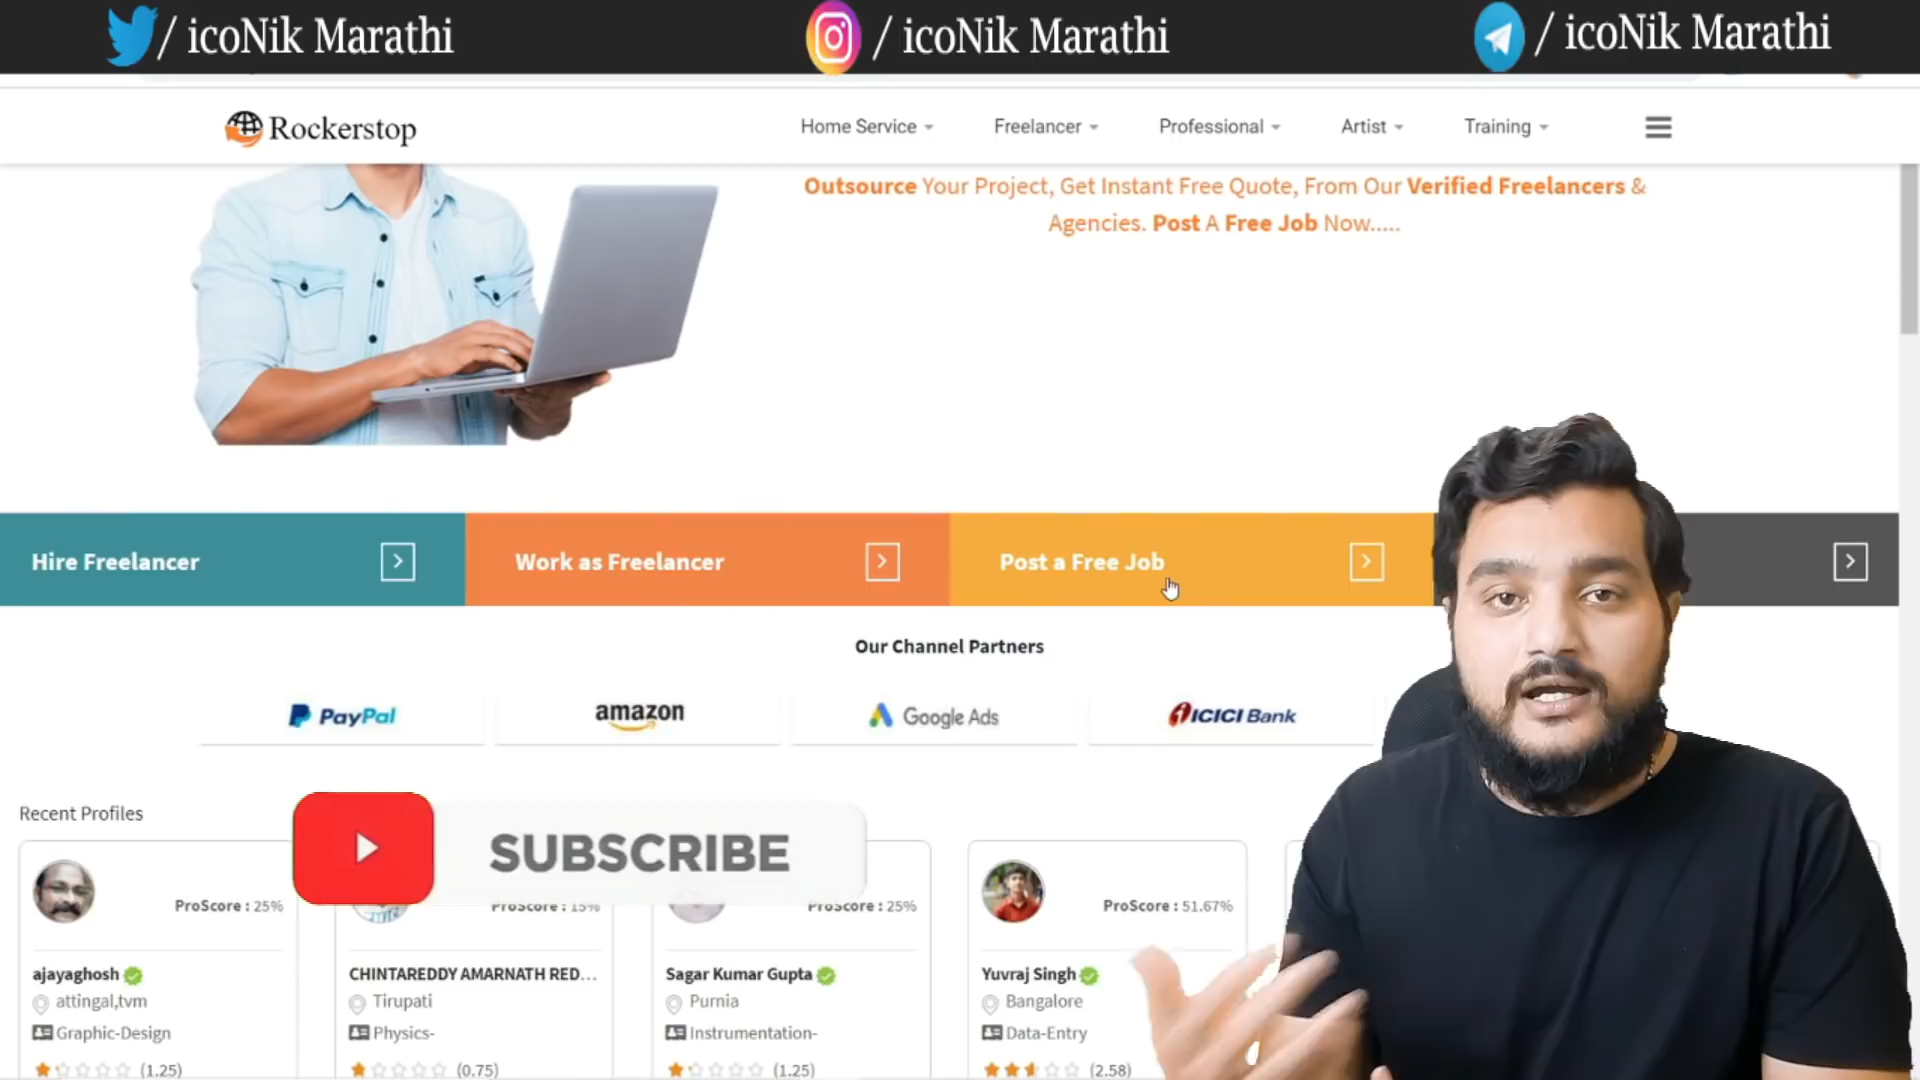 / icoNik Marathi
/ icoNik Marathi
/ icoNik Marathi
Rockerstop
Home Service
Freelancer
Professional
Artist
Training
Outsource Your Project, Get Instant Free Quote, From Our Verified Freelancers &
Agencies. Post A Free Job Now.....
Hire Freelancer
Work as Freelancer
Post a Free Job
Our Channel Partners
PayPal
amazon
Google Ads
ICICI Bank
Recent Profiles
SUBSCRIBE
ProScore : 25%
ProScore : 15%
ProScore : 25%
ProScore : 51.67%
ajayaghosh
CHINTAREDDY AMARNATH RED...
Sagar Kumar Gupta
Yuvraj Singh
attingal,tvm
Tirupati
Purnia
Bangalore
Graphic-Design
Physics-
Instrumentation-
Data-Entry
(1.25)
(0.75)
(1.25)
(2.58)